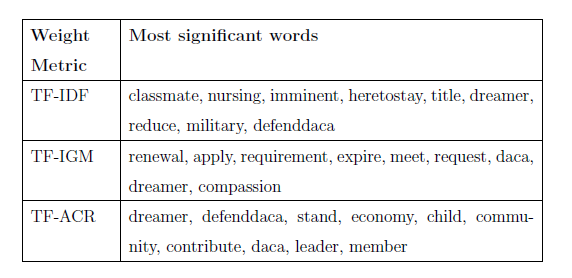 Weight Most significant words
Metric
TF-IDF classmate, nursing, imminent, heretostay, title, dreamer,
reduce, military, defenddaca
TF-IGM renewal, apply, requirement, expire, meet, request, daca,
dreamer, compassion
TF-ACR dreamer, defenddaca, stand, economy, child, commu-
nity, contribute, daca, leader, member